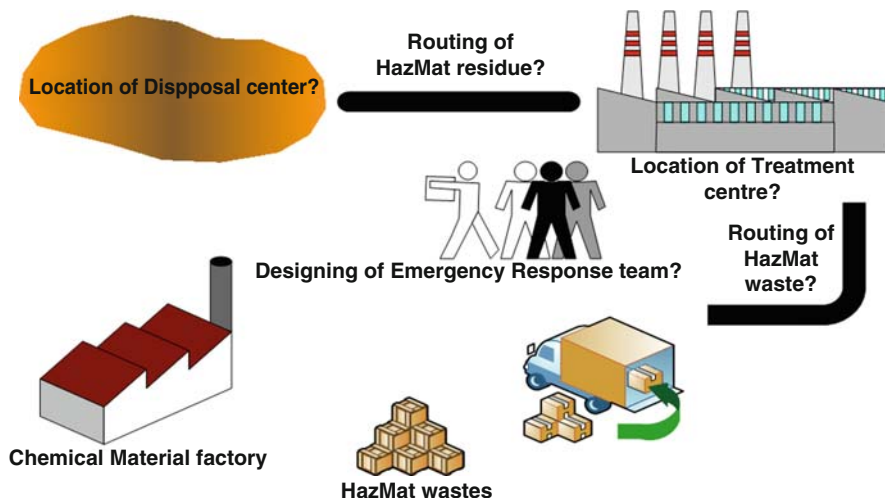 Location of Dispposal center?
Routing of
HazMat residue?
Location of Treatment
centre?
Designing of Emergency Response team?
Routing of
HazMat
waste?
Chemical Material factory
HazMat wastes